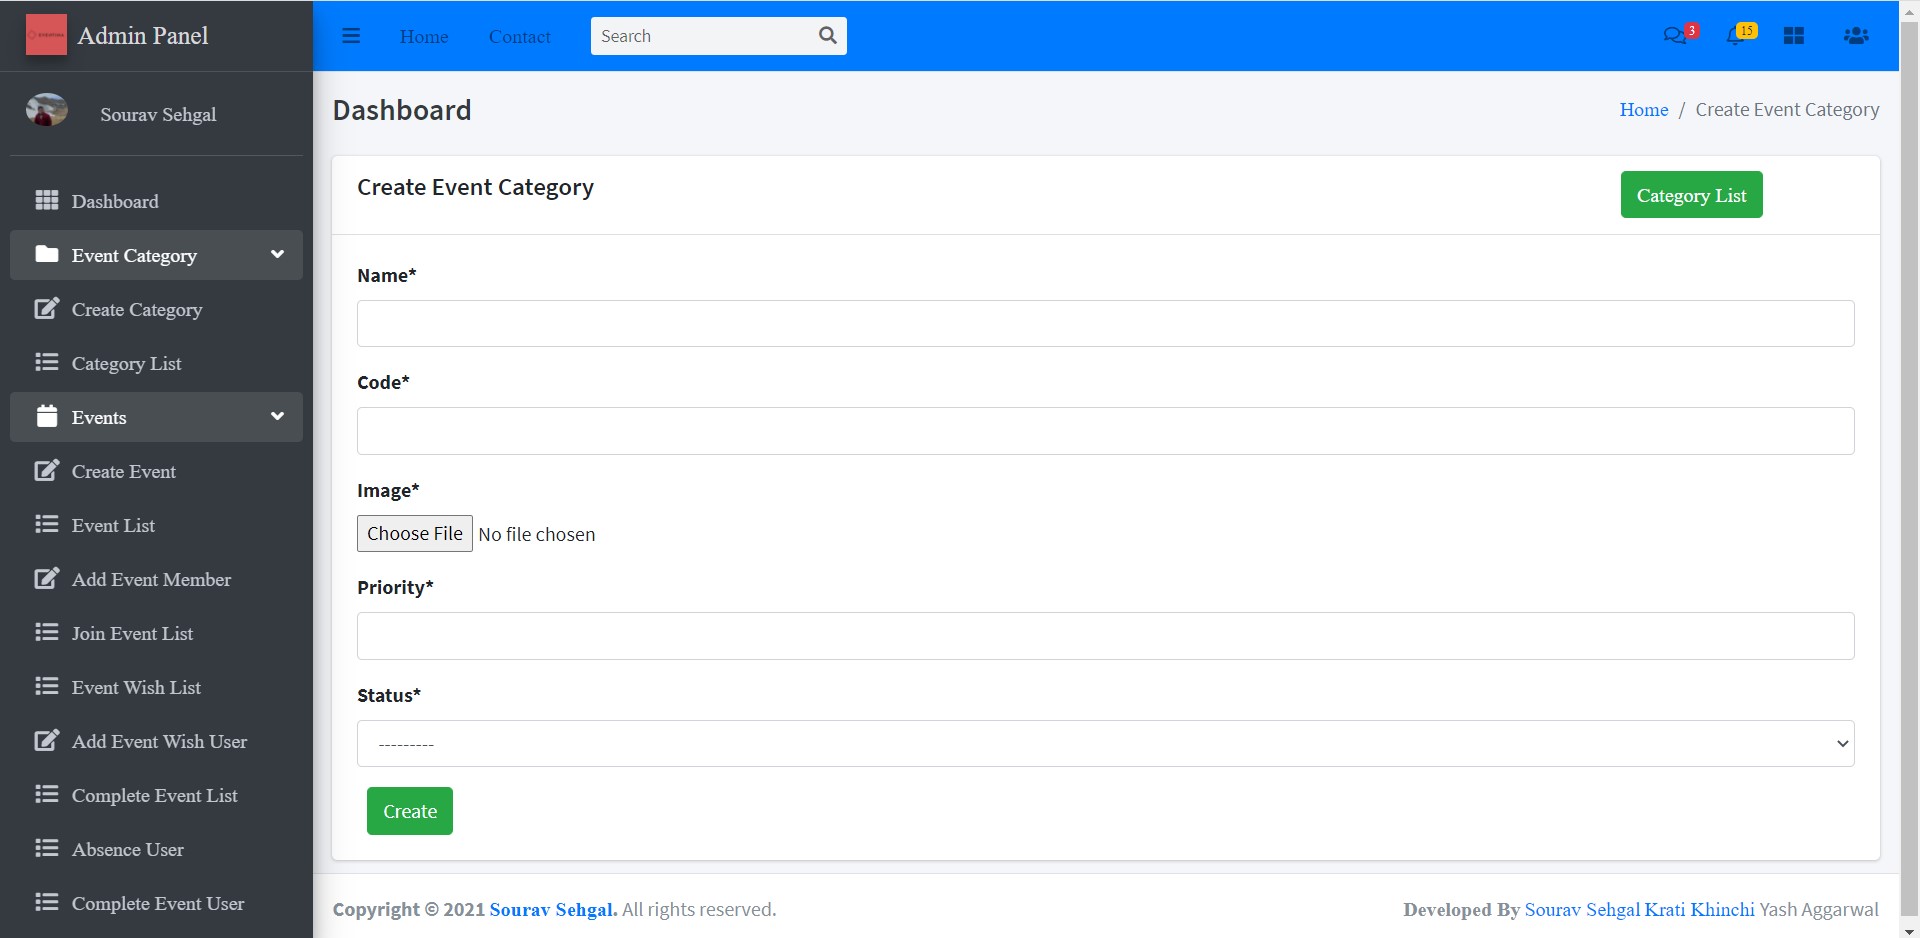 Admin Panel
Home
Contact
Search
3
15
Sourav Sehgal
Dashboard
Home / Create Event Category
Dashboard
Event Category
Create Category
Category List
Events
Create Event
Event List
Add Event Member
Join Event List
Event Wish List
Add Event Wish User
Complete Event List
Absence User
Complete Event User
Create Event Category
Category List
Name*
Code*
Image*
Choose File No file chosen
Priority*
Status*
---------
Create
Copyright © 2021 Sourav Sehgal. All rights reserved.
Developed By Sourav Sehgal Krati Khinchi Yash Aggarwal